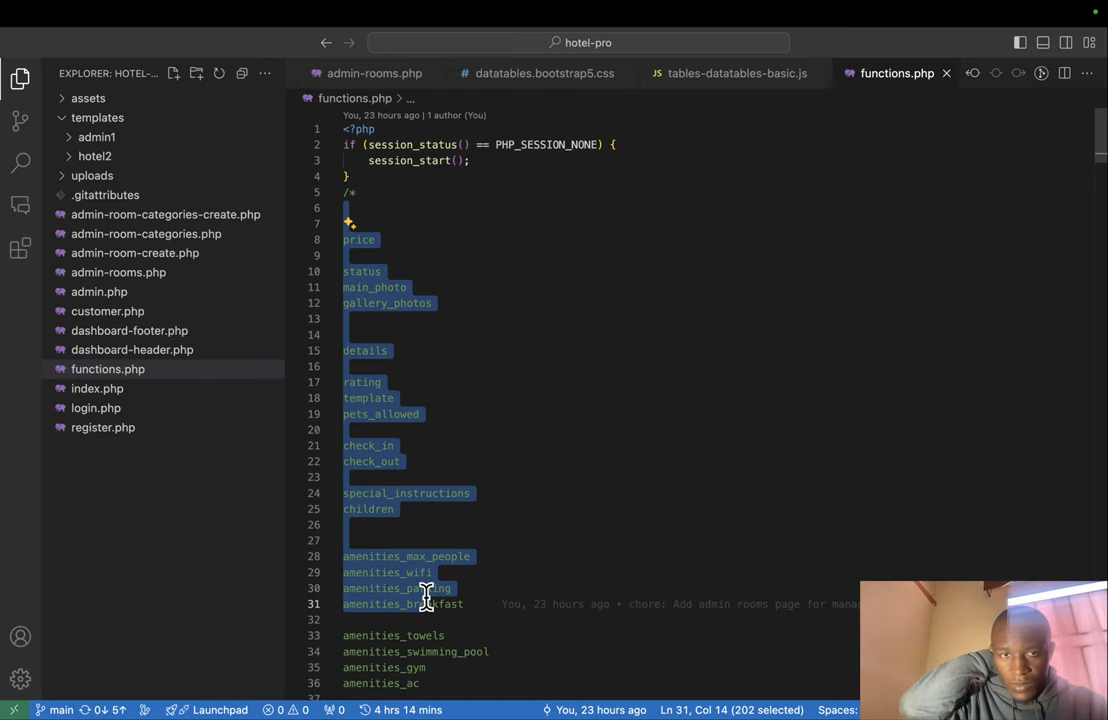 hotel-pro
EXPLORER: HOTEL-...
admin-rooms.php
datatables.bootstrap5.css
JS tables-datatables-basic.js
functions.php
assets
templates
admin1
hotel2
uploads
.gitattributes
admin-room-categories-create.php
admin-room-categories.php
admin-room-create.php
admin-rooms.php
admin.php
customer.php
dashboard-footer.php
dashboard-header.php
functions.php
index.php
login.php
register.php
functions.php > ...
You, 23 hours ago | 1 author (You)
1 <?php
2 if (session_status() == PHP_SESSION_NONE) {
3 session_start();
4 }
5 /*
6
7
8 price
9
10 status
11 main_photo
12 gallery_photos
13
14
15 details
16
17 rating
18 template
19 pets_allowed
20
21 check_in
22 check_out
23
24 special_instructions
25 children
26
27
28 amenities_max_people
29 amenities_wifi
30 amenities_parking
31 amenities_breakfast You, 23 hours ago • chore: Add admin rooms page for mana
32
33 amenities_towels
34 amenities_swimming_pool
35 amenities_gym
36 amenities_ac
37
main 0↓ 5↑ Launchpad 0 0 0 4 hrs 14 mins You, 23 hours ago Ln 31, Col 14 (202 selected) Spaces: